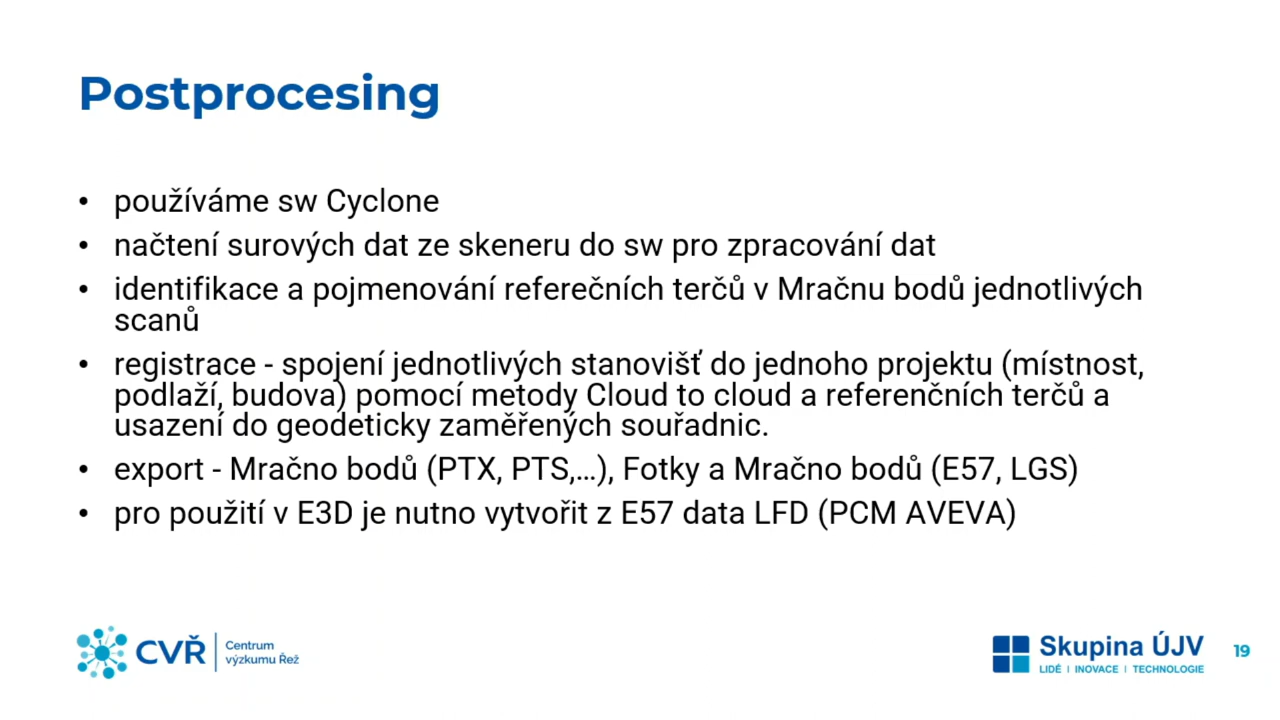 Postprocesing
• používáme sw Cyclone
• načtení surových dat ze skeneru do sw pro zpracování dat
• identifikace a pojmenování referečních terčů v Mračnu bodů jednotlivých
scanů
• registrace - spojení jednotlivých stanovišť do jednoho projektu (místnost,
podlaží, budova) pomocí metody Cloud to cloud a referenčních terčů a
usazení do geodeticky zaměřených souřadnic.
• export - Mračno bodů (PTX, PTS,...), Fotky a Mračno bodů (E57, LGS)
• pro použití v E3D je nutno vytvořit z E57 data LFD (PCM AVEVA)
CVŘ
Centrum
výzkumu Řež
Skupina ÚJV
LIDÉ | INOVACE | TECHNOLOGIE
19